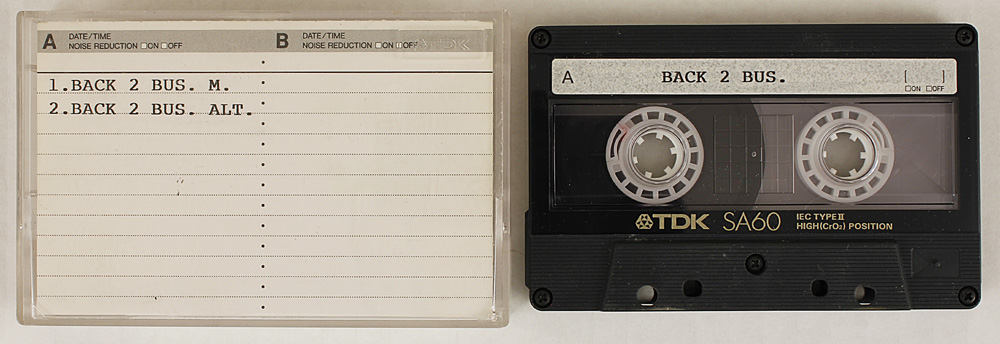 A DATE/TIME
NOISE REDUCTION □ON □OFF
B DATE/TIME
NOISE REDUCTION □ON □OFF
TDK
1.BACK 2 BUS. M.
2.BACK 2 BUS. ALT.
A BACK 2 BUS. [ ]
□ON □OFF
TDK SA60 IEC TYPE II
HIGH(CrO₂) POSITION